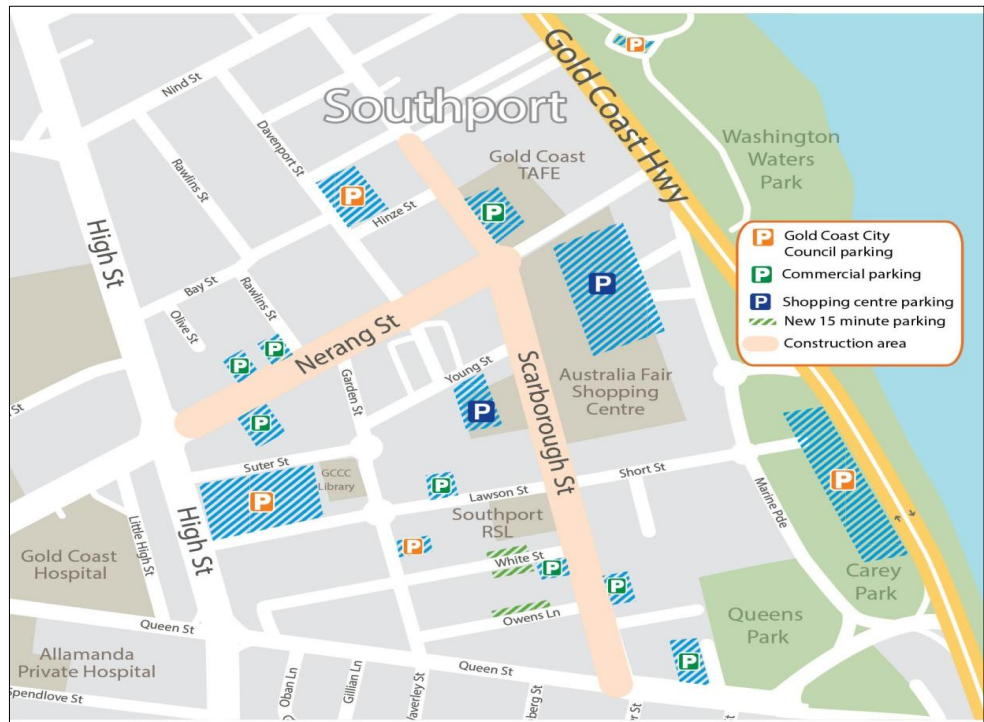 Southport
Gold Coast Hwy
Nind St
Davenport St
Rawlins St
High St
P
P
Gold Coast
TAFE
P
Hinze St
Washington
Waters
Park
P
Gold Coast City
Council parking
P
Commercial parking
P
Shopping centre parking
New 15 minute parking
Construction area
Bay St
Rawlins St
Olive St
P
P
P
Nerang St
Garden St
Young St
P
P
Scarborough St
Australia Fair
Shopping
Centre
Suter St
GCCC
Library
P
P
Lawson St
Short St
Southport
RSL
P
Marine Pde
Carey
Park
Gold Coast
Hospital
Little High St
High St
P
White St
P
P
Owens Ln
Queens
Park
P
Queen St
Queen St
Allamanda
Private Hospital
Spendlove St
Oban Ln
Gillian Ln